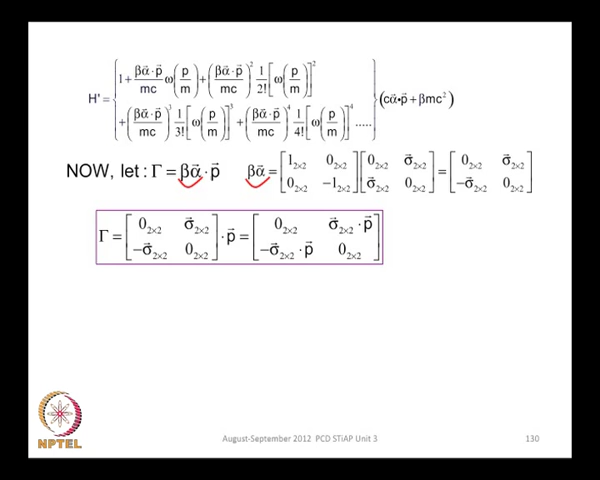 H' = { 1 + βα⃗·p⃗/mc ω(p/m) + (βα⃗·p⃗/mc)² 1/2! [ω(p/m)]²
+ (βα⃗·p⃗/mc)³ 1/3! [ω(p/m)]³ + (βα⃗·p⃗/mc)⁴ 1/4! [ω(p/m)]⁴ ..... } (cα⃗•p⃗ + βmc²)
NOW, let : Γ = βα⃗·p⃗ βα⃗ = [1₂ₓ₂ 0₂ₓ₂; 0₂ₓ₂ -1₂ₓ₂] [0₂ₓ₂ σ⃗₂ₓ₂; σ⃗₂ₓ₂ 0₂ₓ₂] = [0₂ₓ₂ σ⃗₂ₓ₂; -σ⃗₂ₓ₂ 0₂ₓ₂]
Γ = [0₂ₓ₂ σ⃗₂ₓ₂; -σ⃗₂ₓ₂ 0₂ₓ₂] · p⃗ = [0₂ₓ₂ σ⃗₂ₓ₂·p⃗; -σ⃗₂ₓ₂·p⃗ 0₂ₓ₂]
NPTEL
August-September 2012 PCD STiAP Unit 3
130